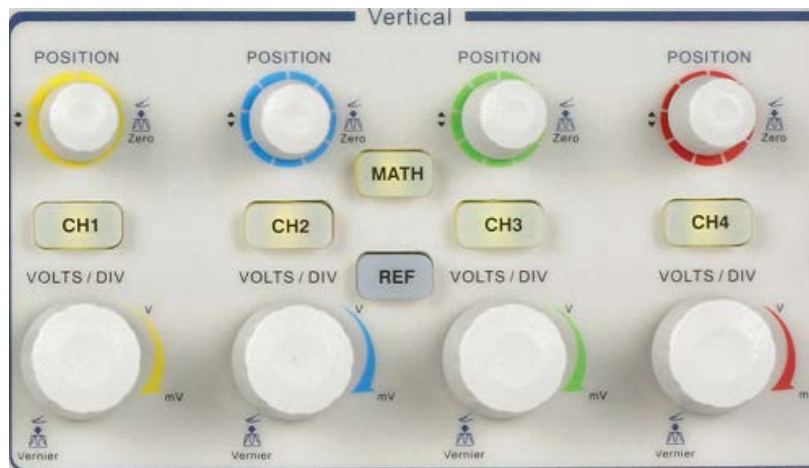 Vertical
POSITION POSITION POSITION POSITION
Zero Zero Zero Zero
MATH
CH1 CH2 CH3 CH4
VOLTS / DIV VOLTS / DIV VOLTS / DIV VOLTS / DIV
REF
V V V V
mV mV mV m
Vernier Vernier Vernier Vernier